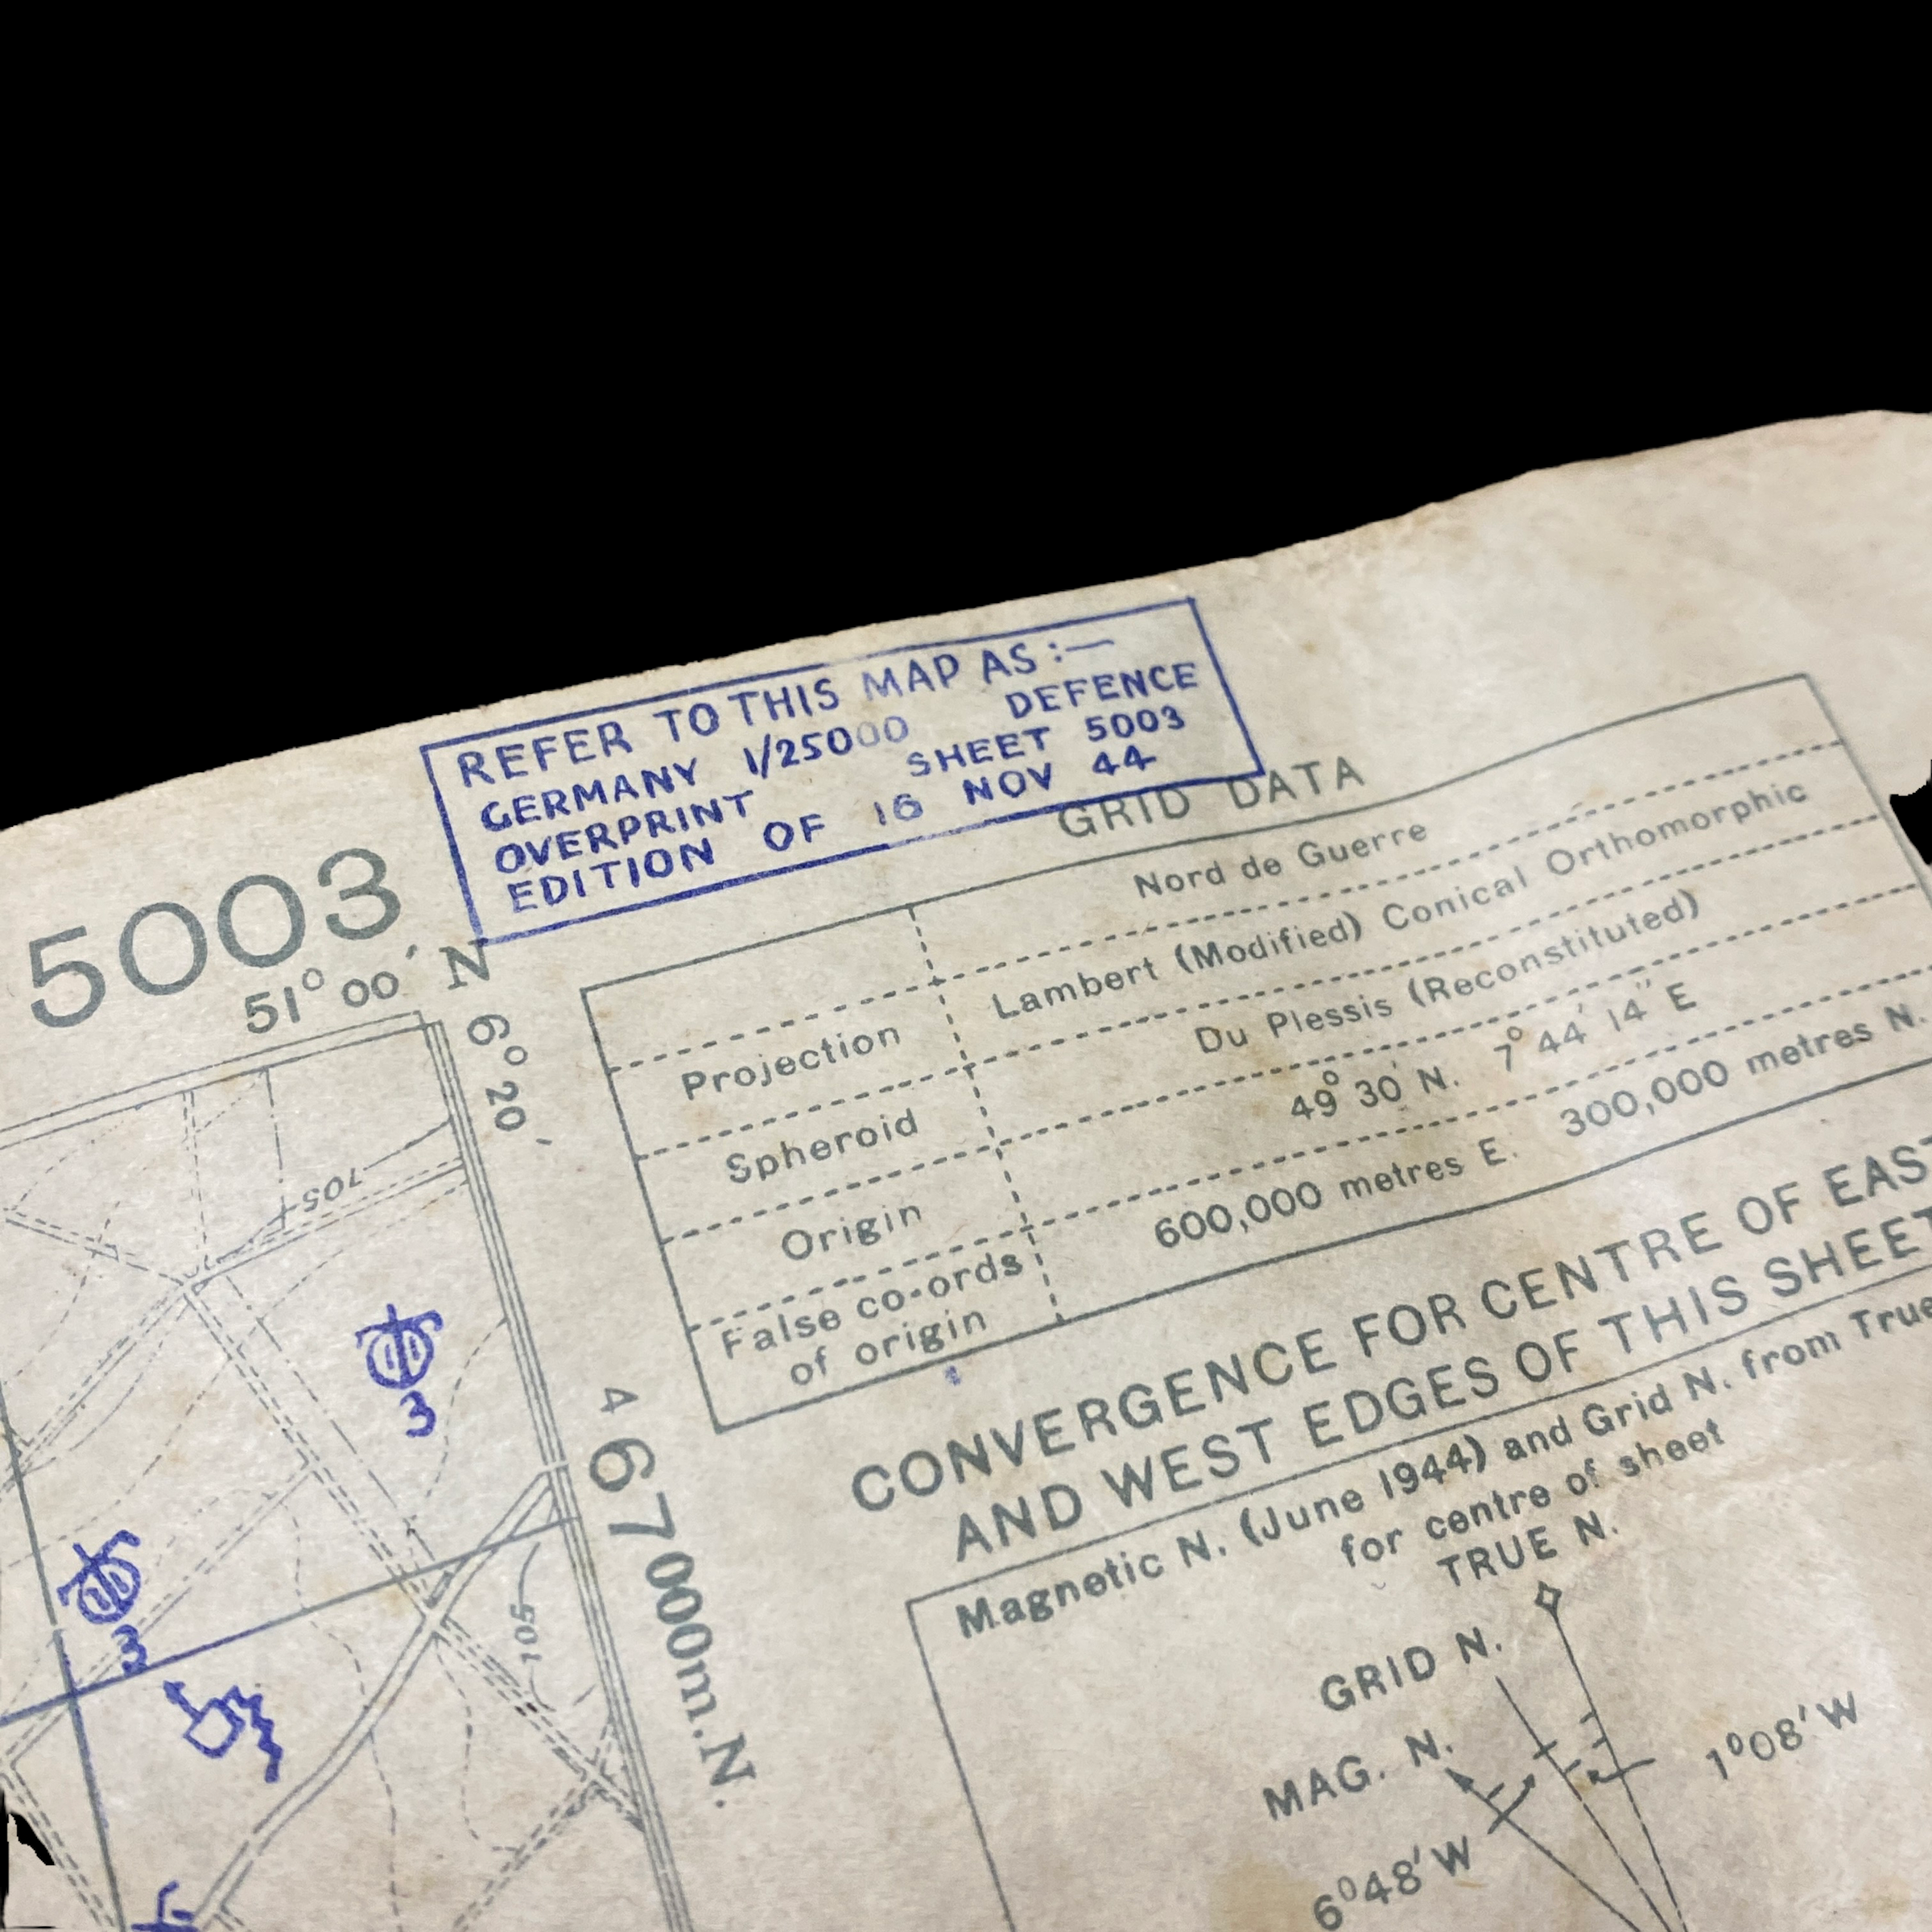 REFER TO THIS MAP AS :—
GERMANY 1/25000 DEFENCE
OVERPRINT SHEET 5003
EDITION OF 16 NOV 44
5003
51° 00' N
6° 20'
GRID DATA
Nord de Guerre
Projection Lambert (Modified) Conical Orthomorphic
Spheroid Du Plessis (Reconstituted)
Origin 49° 30' N. 7° 44' 14" E
False co-ords of origin 600,000 metres E. 300,000 metres N.
105
3
3
105
4 67000m.N.
CONVERGENCE FOR CENTRE OF EAST
AND WEST EDGES OF THIS SHEET
Magnetic N. (June 1944) and Grid N. from True
for centre of sheet
TRUE N.
GRID N.
MAG. N.
1°08' W
6°48' W